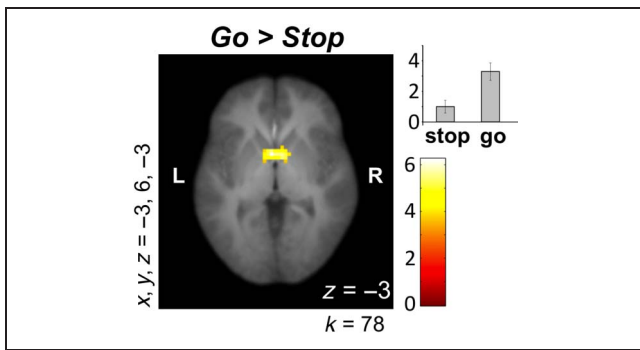 Go > Stop
x, y, z = −3, 6, −3
L
R
z = −3
k = 78
4
2
0
stop go
6
4
2
0